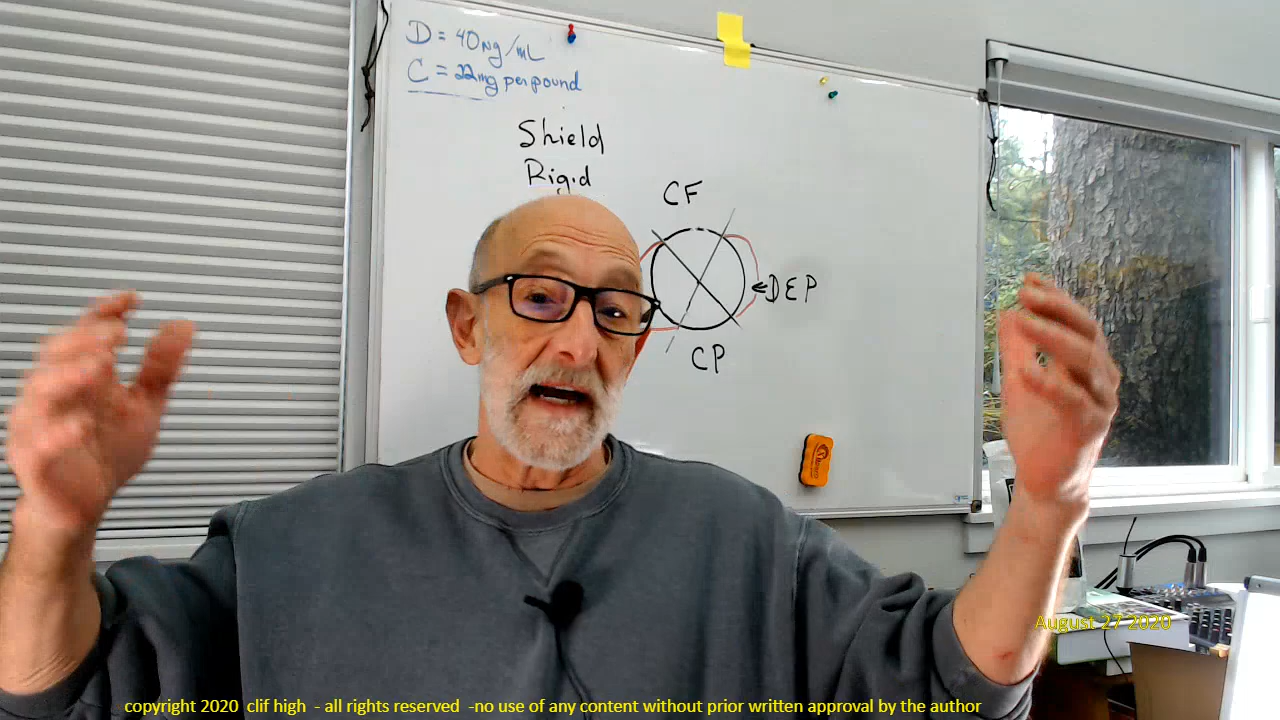 D = 40ng/mL
C = 22mg per pound
Shield
Rigid
CF
DEP
CP
August 27 2020
copyright 2020 clif high - all rights reserved -no use of any content without prior written approval by the author